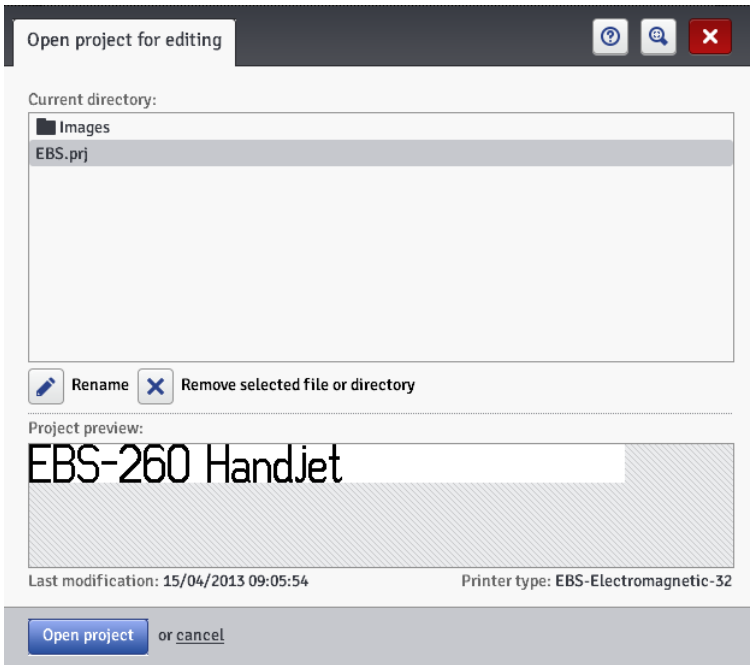 Open project for editing
Current directory:
Images
EBS.prj
Rename Remove selected file or directory
Project preview:
EBS-260 Handjet
Last modification: 15/04/2013 09:05:54 Printer type: EBS-Electromagnetic-32
Open project or cancel